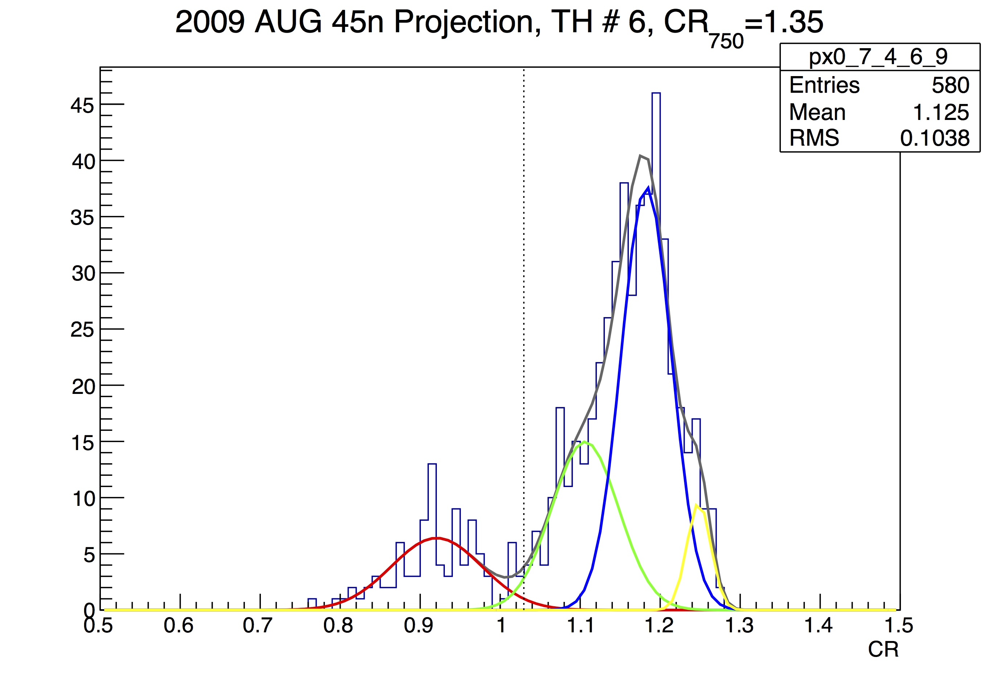 2009 AUG 45n Projection, TH # 6, CR750=1.35
px0_7_4_6_9
Entries 580
Mean 1.125
RMS 0.1038
45
40
35
30
25
20
15
10
5
0
0.5 0.6 0.7 0.8 0.9 1 1.1 1.2 1.3 1.4 1.5
CR